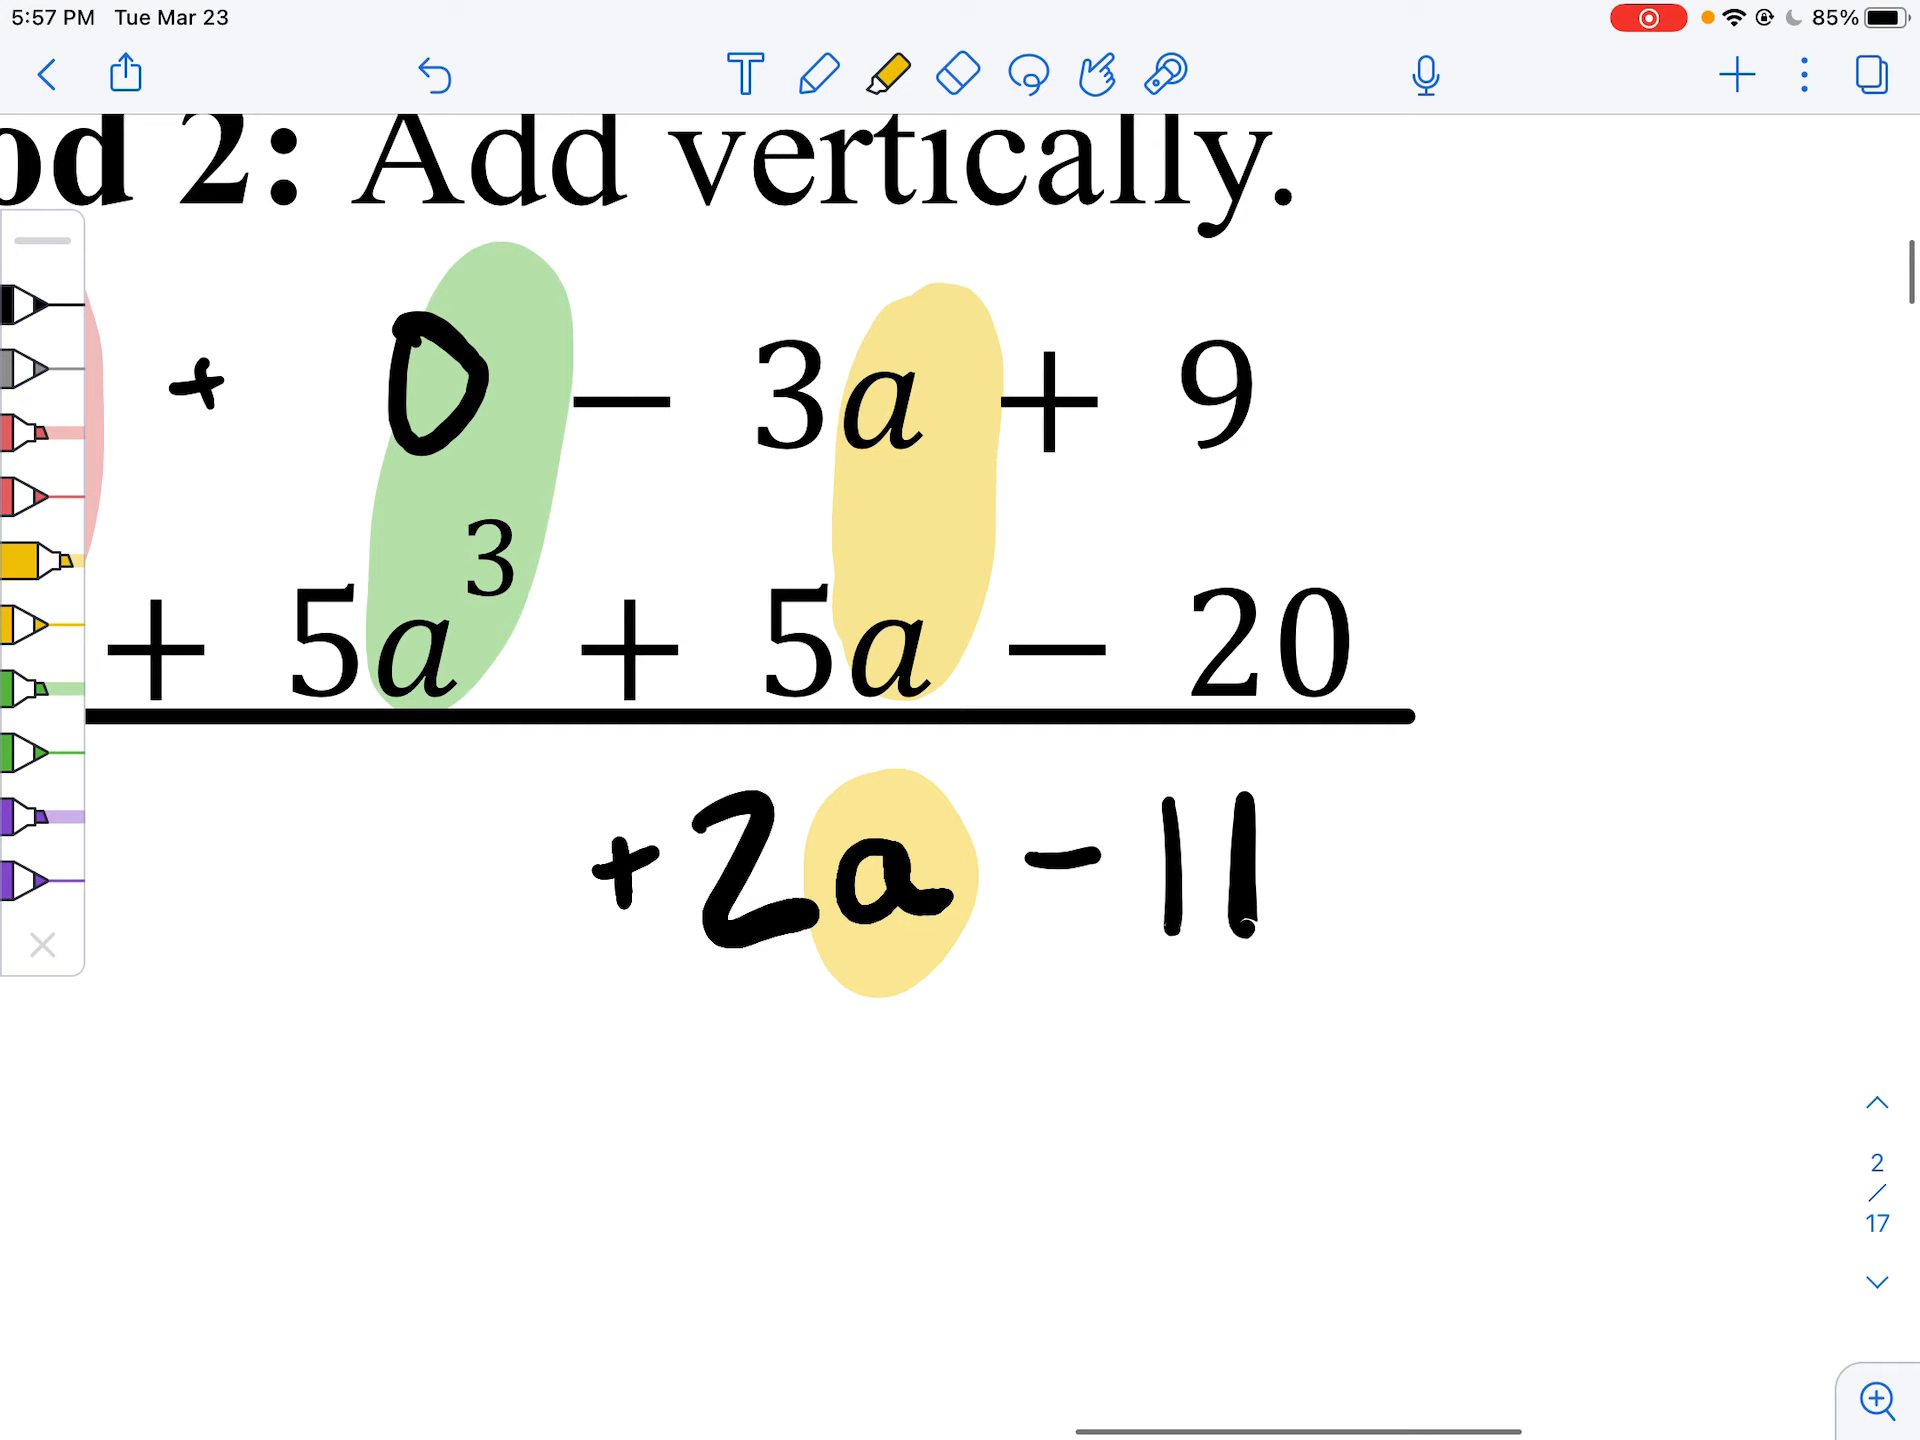 5:57 PM Tue Mar 23 85%
T
od 2: Add vertically.
+ 0 − 3a + 9
+ 5a³ + 5a − 20
+2a - 11
2
/
17